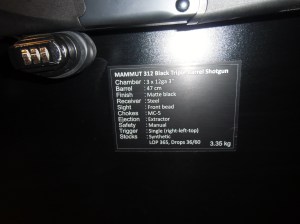 MAMMUT 312 Black Triple Barrel Shotgun
Chamber : 3 x 12ga 3"
Barrel : 47 cm
Finish : Matte black
Receiver : Steel
Sight : Front bead
Chokes : MC-5
Ejection : Extractor
Safety : Manual
Trigger : Single (right-left-top)
Stocks : Synthetic
LOP 365, Drops 36/60
3.35 kg